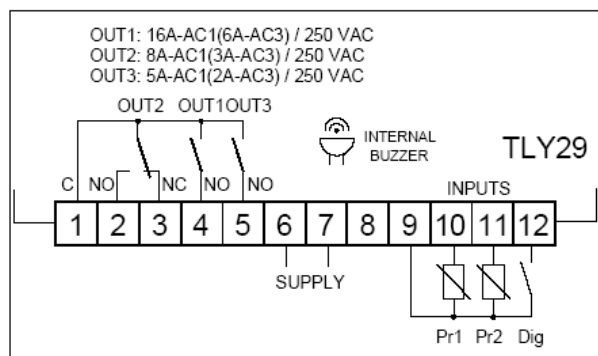 OUT1: 16A-AC1(6A-AC3) / 250 VAC
OUT2: 8A-AC1(3A-AC3) / 250 VAC
OUT3: 5A-AC1(2A-AC3) / 250 VAC
OUT2 OUT1 OUT3
INTERNAL
BUZZER
TLY29
C NO NC NO NO INPUTS
1 2 3 4 5 6 7 8 9 10 11 12
SUPPLY
Pr1 Pr2 Dig